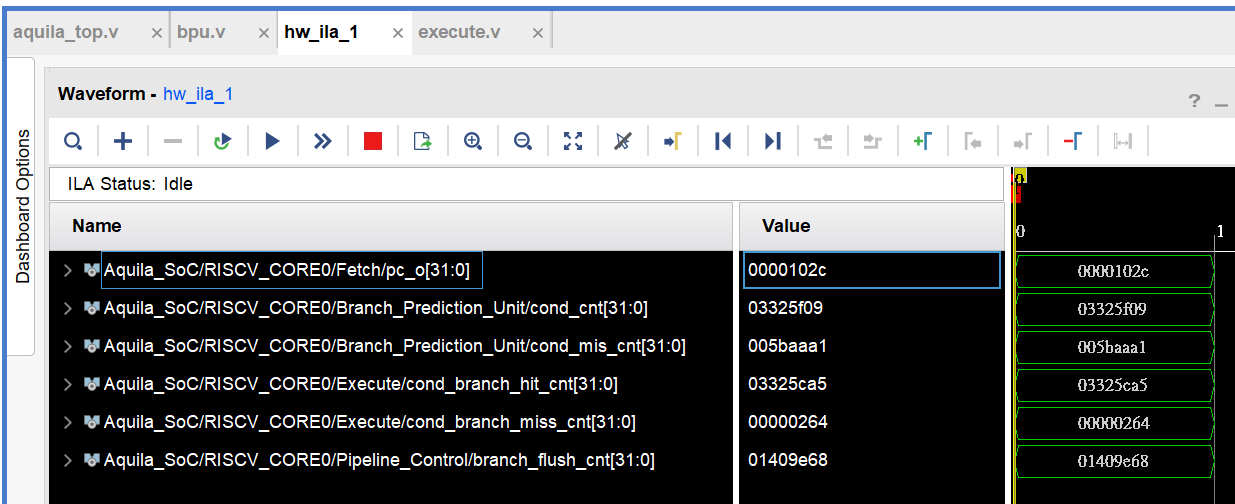 aquila_top.v × bpu.v × hw_ila_1 × execute.v ×
Dashboard Options
Waveform - hw_ila_1
? _
ILA Status: Idle
0
Name Value
0 1
Aquila_SoC/RISCV_CORE0/Fetch/pc_o[31:0] 0000102c 0000102c
Aquila_SoC/RISCV_CORE0/Branch_Prediction_Unit/cond_cnt[31:0] 03325f09 03325f09
Aquila_SoC/RISCV_CORE0/Branch_Prediction_Unit/cond_mis_cnt[31:0] 005baaa1 005baaa1
Aquila_SoC/RISCV_CORE0/Execute/cond_branch_hit_cnt[31:0] 03325ca5 03325ca5
Aquila_SoC/RISCV_CORE0/Execute/cond_branch_miss_cnt[31:0] 00000264 00000264
Aquila_SoC/RISCV_CORE0/Pipeline_Control/branch_flush_cnt[31:0] 01409e68 01409e68